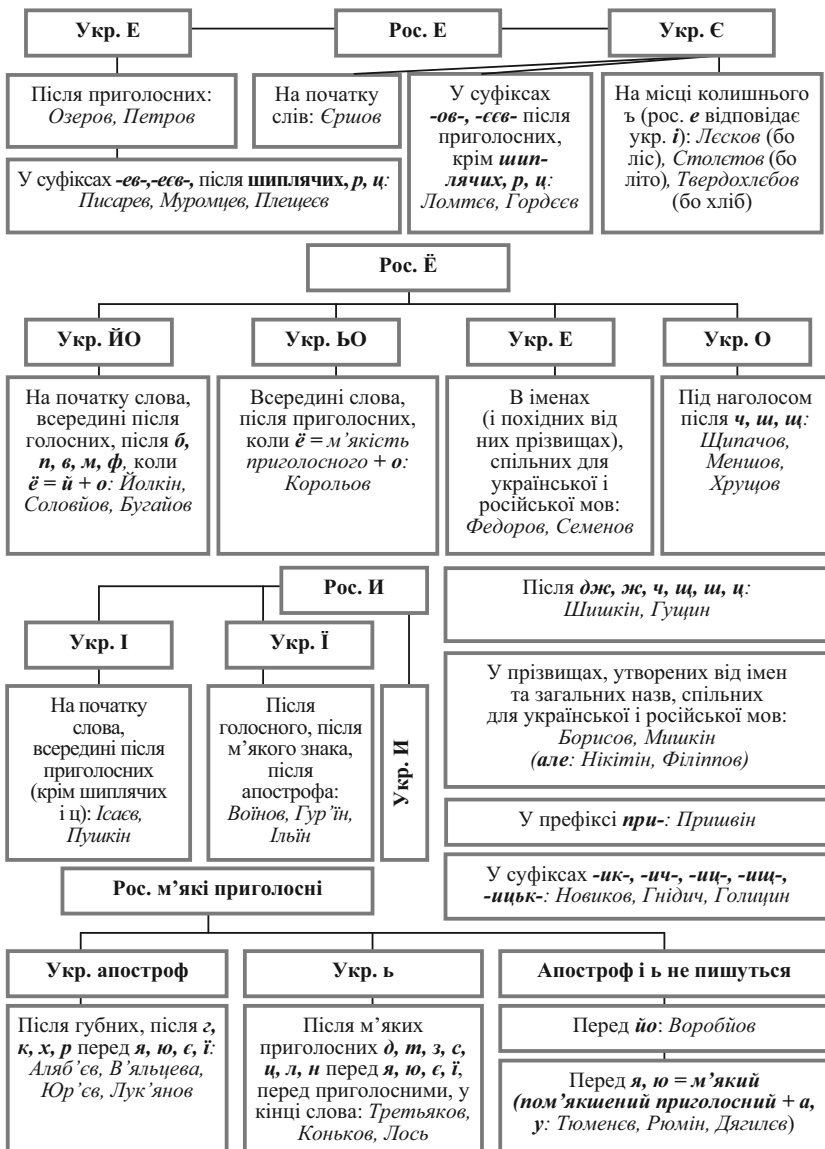 Укр. Е
Рос. Е
Укр. Є
Після приголосних:
Озеров, Петров
На початку
слів: Єршов
У суфіксах
-ов-, -єєв-
після
приголосних,
крім шип-
лячих, р, ц:
Ломтєв, Гордєєв
На місці колишнього
ъ (рос. е відповідає
укр. і): Лєсков (бо
ліс), Столєтов (бо
літо), Твердохлєбов
(бо хліб)
У суфіксах -ев-,-еєв-, після шиплячих, р, ц:
Писарев, Муромцев, Плещеєв
Рос. Ё
Укр. ЙО
Укр. ЬО
Укр. Е
Укр. О
На початку слова,
всередині після
голосних, після б,
п, в, м, ф, коли
ё = й + о: Йолкін,
Соловйов, Бугайов
Всередині слова,
після приголосних,
коли ё = м’якість
приголосного + о:
Корольов
В іменах
(і похідних від
них прізвищах),
спільних для
української і
російської мов:
Федоров, Семенов
Під наголосом
після ч, ш, щ:
Щипачов,
Меншов,
Хрущов
Рос. И
Укр. І
Укр. Ї
Укр. И
На початку
слова,
всередині після
приголосних
(крім шиплячих
і ц): Ісаєв,
Пушкін
Після
голосного, після
м’якого знака,
після
апострофа:
Воїнов, Гур’їн,
Ільїн
Після дж, ж, ч, щ, ш, ц:
Шишкін, Гущин
У прізвищах, утворених від імен
та загальних назв, спільних
для української і російської мов:
Борисов, Мишкін
(але: Нікітін, Філіппов)
У префіксі при-: Пришвін
У суфіксах -ик-, -ич-, -иц-, -ищ-,
-ицьк-: Новиков, Гнідич, Голицин
Рос. м’які приголосні
Укр. апостроф
Укр. ь
Апостроф і ь не пишуться
Після губних, після г,
к, х, р перед я, ю, є, ї:
Аляб’єв, В’яльцева,
Юр’єв, Лук’янов
Після м’яких
приголосних д, т, з, с,
ц, л, н перед я, ю, є, ї,
перед приголосними, у
кінці слова: Третьяков,
Коньков, Лось
Перед йо: Воробйов
Перед я, ю = м’який
(пом’якшений приголосний + а,
у: Тюменєв, Рюмін, Дягилєв)